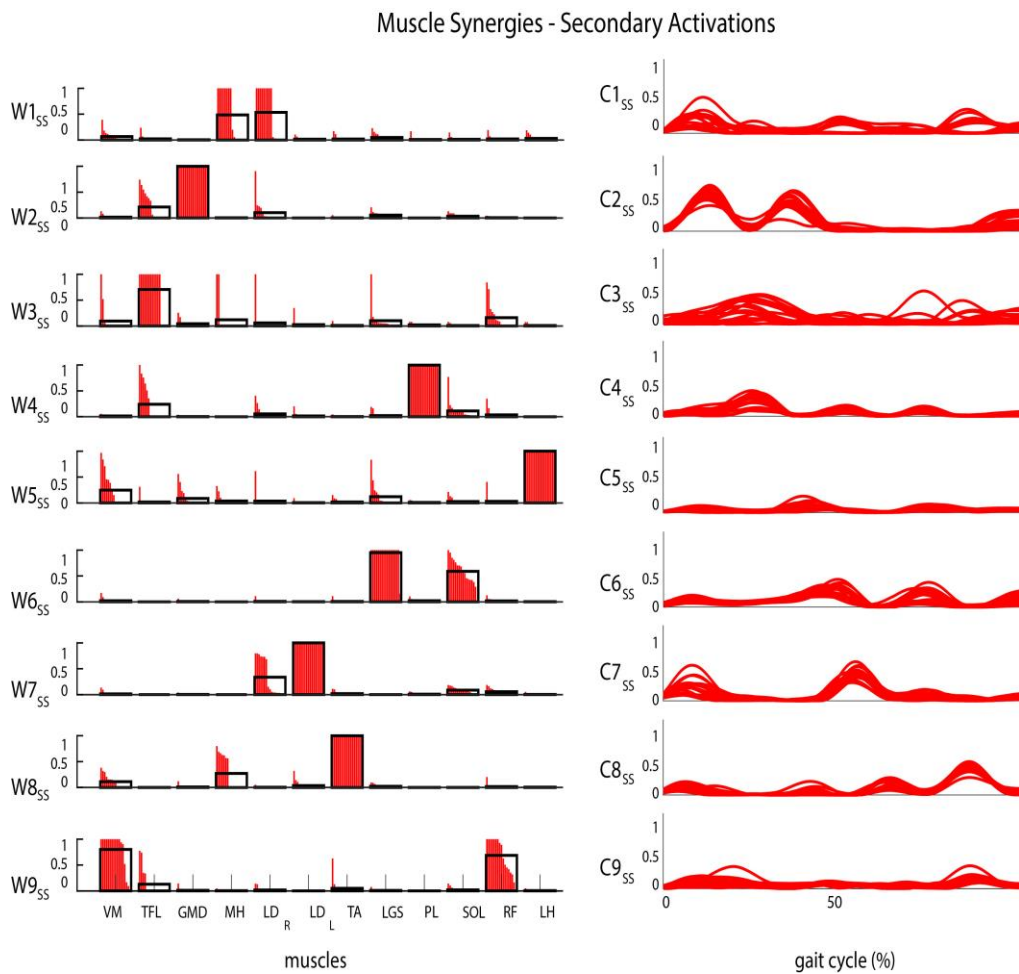 Muscle Synergies - Secondary Activations
W1SS 1 0.5 0 C1SS 1 0.5 0
W2SS 1 0.5 0 C2SS 1 0.5 0
W3SS 1 0.5 0 C3SS 1 0.5 0
W4SS 1 0.5 0 C4SS 1 0.5 0
W5SS 1 0.5 0 C5SS 1 0.5 0
W6SS 1 0.5 0 C6SS 1 0.5 0
W7SS 1 0.5 0 C7SS 1 0.5 0
W8SS 1 0.5 0 C8SS 1 0.5 0
W9SS 1 0.5 0 C9SS 1 0.5 0
VM TFL GMD MH LD R LD L TA LGS PL SOL RF LH 0 50
muscles gait cycle (%)